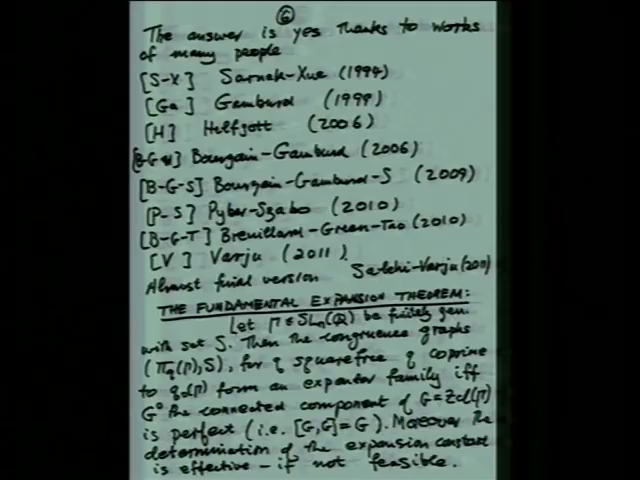 6
The answer is yes thanks to works
of many people
[S-X] Sarnak-Xue (1994)
[Ga] Gamburd (1999)
[H] Helfgott (2006)
[B-G] Bourgain-Gamburd (2006)
[B-G-S] Bourgain-Gamburd-S (2009)
[P-S] Pyber-Szabo (2010)
[B-G-T] Breuillard-Green-Tao (2010)
[V] Varju (2011)
Almost final version Salehi-Varju (2011)
THE FUNDAMENTAL EXPANSION THEOREM:
Let Γ ≤ SLn(Q) be finitely gen.
with set S. Then the congruence graphs
(πq(Γ), S), for q squarefree q coprime
to q0(Γ) form an expander family iff
G° the connected component of G = Zcl(Γ)
is perfect (i.e. [G,G] = G). Moreover the
determination of the expansion constant
is effective – if not feasible.